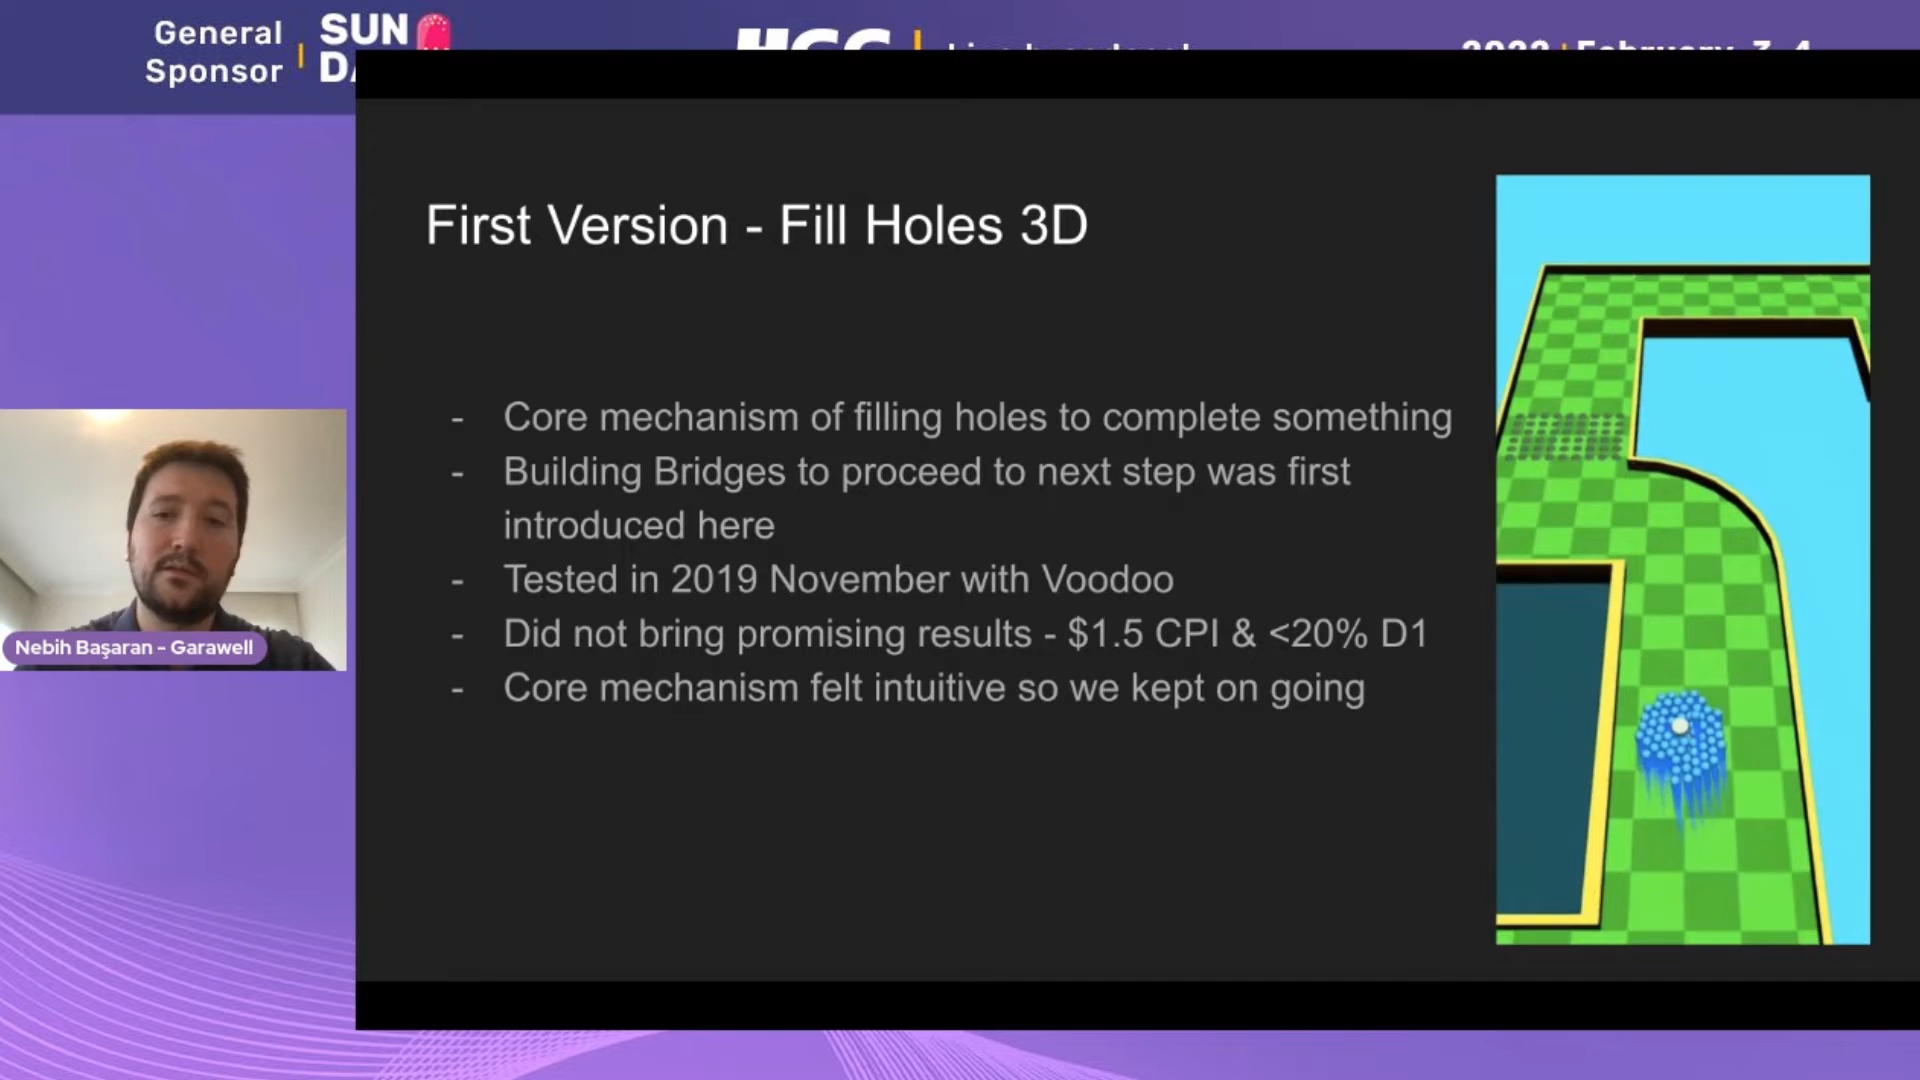 General
Sponsor
SUN
First Version - Fill Holes 3D
- Core mechanism of filling holes to complete something
- Building Bridges to proceed to next step was first
introduced here
- Tested in 2019 November with Voodoo
- Did not bring promising results - $1.5 CPI & <20% D1
- Core mechanism felt intuitive so we kept on going
Nebih Başaran - Garawell